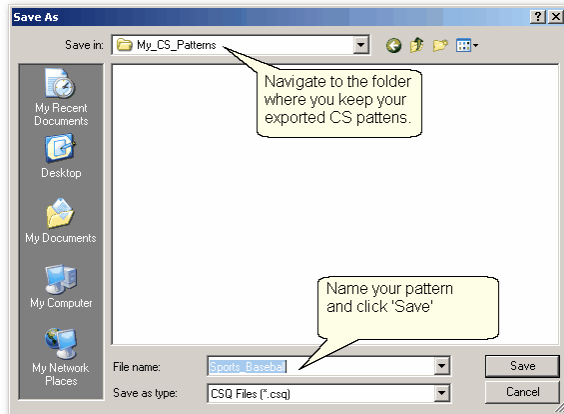 Save As
Save in:
My_CS_Patterns
Navigate to the folder
where you keep your
exported CS pattens.
My Recent
Documents
Desktop
My Documents
My Computer
My Network
Places
Name your pattern
and click 'Save'
File name:
Sports_Basebal
Save
Save as type:
CSQ Files (*.csq)
Cancel